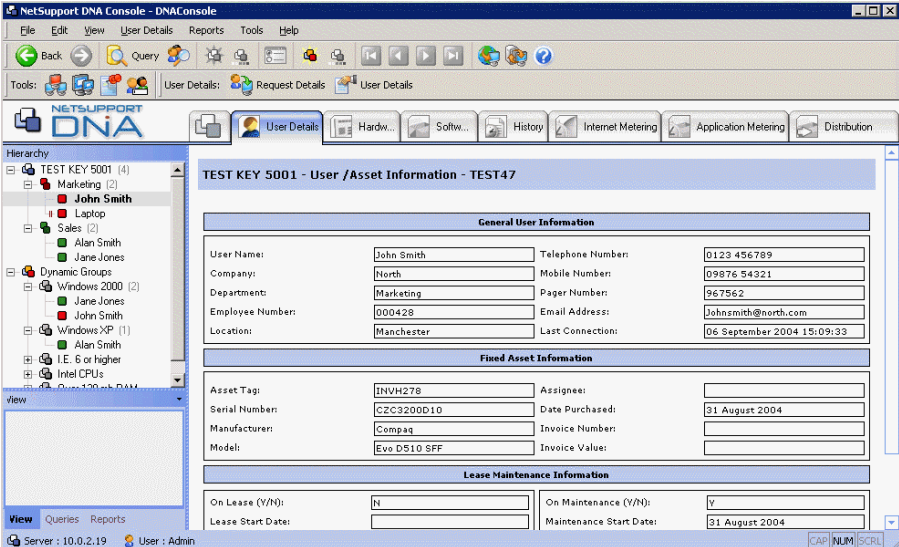 NetSupport DNA Console - DNAConsole
File Edit View User Details Reports Tools Help
Back Query
Tools: User Details: Request Details User Details
NETSUPPORT
DNA
User Details Hardw... Softw... History Internet Metering Application Metering Distribution
Hierarchy
TEST KEY 5001 (4)
Marketing (2)
John Smith
Laptop
Sales (2)
Alan Smith
Jane Jones
Dynamic Groups
Windows 2000 (2)
Jane Jones
John Smith
Windows XP (1)
Alan Smith
I.E. 6 or higher
Intel CPUs
View
View Queries Reports
TEST KEY 5001 - User /Asset Information - TEST47
General User Information
User Name: John Smith Telephone Number: 0123 456789
Company: North Mobile Number: 09876 54321
Department: Marketing Pager Number: 967562
Employee Number: 000428 Email Address: Johnsmith@north.com
Location: Manchester Last Connection: 06 September 2004 15:09:33
Fixed Asset Information
Asset Tag: INVH278 Assignee:
Serial Number: CZC3200D10 Date Purchased: 31 August 2004
Manufacturer: Compaq Invoice Number:
Model: Evo D510 SFF Invoice Value:
Lease Maintenance Information
On Lease (Y/N): N On Maintenance (Y/N): Y
Lease Start Date: Maintenance Start Date: 31 August 2004
Server : 10.0.2.19 User : Admin CAP NUM SCRL